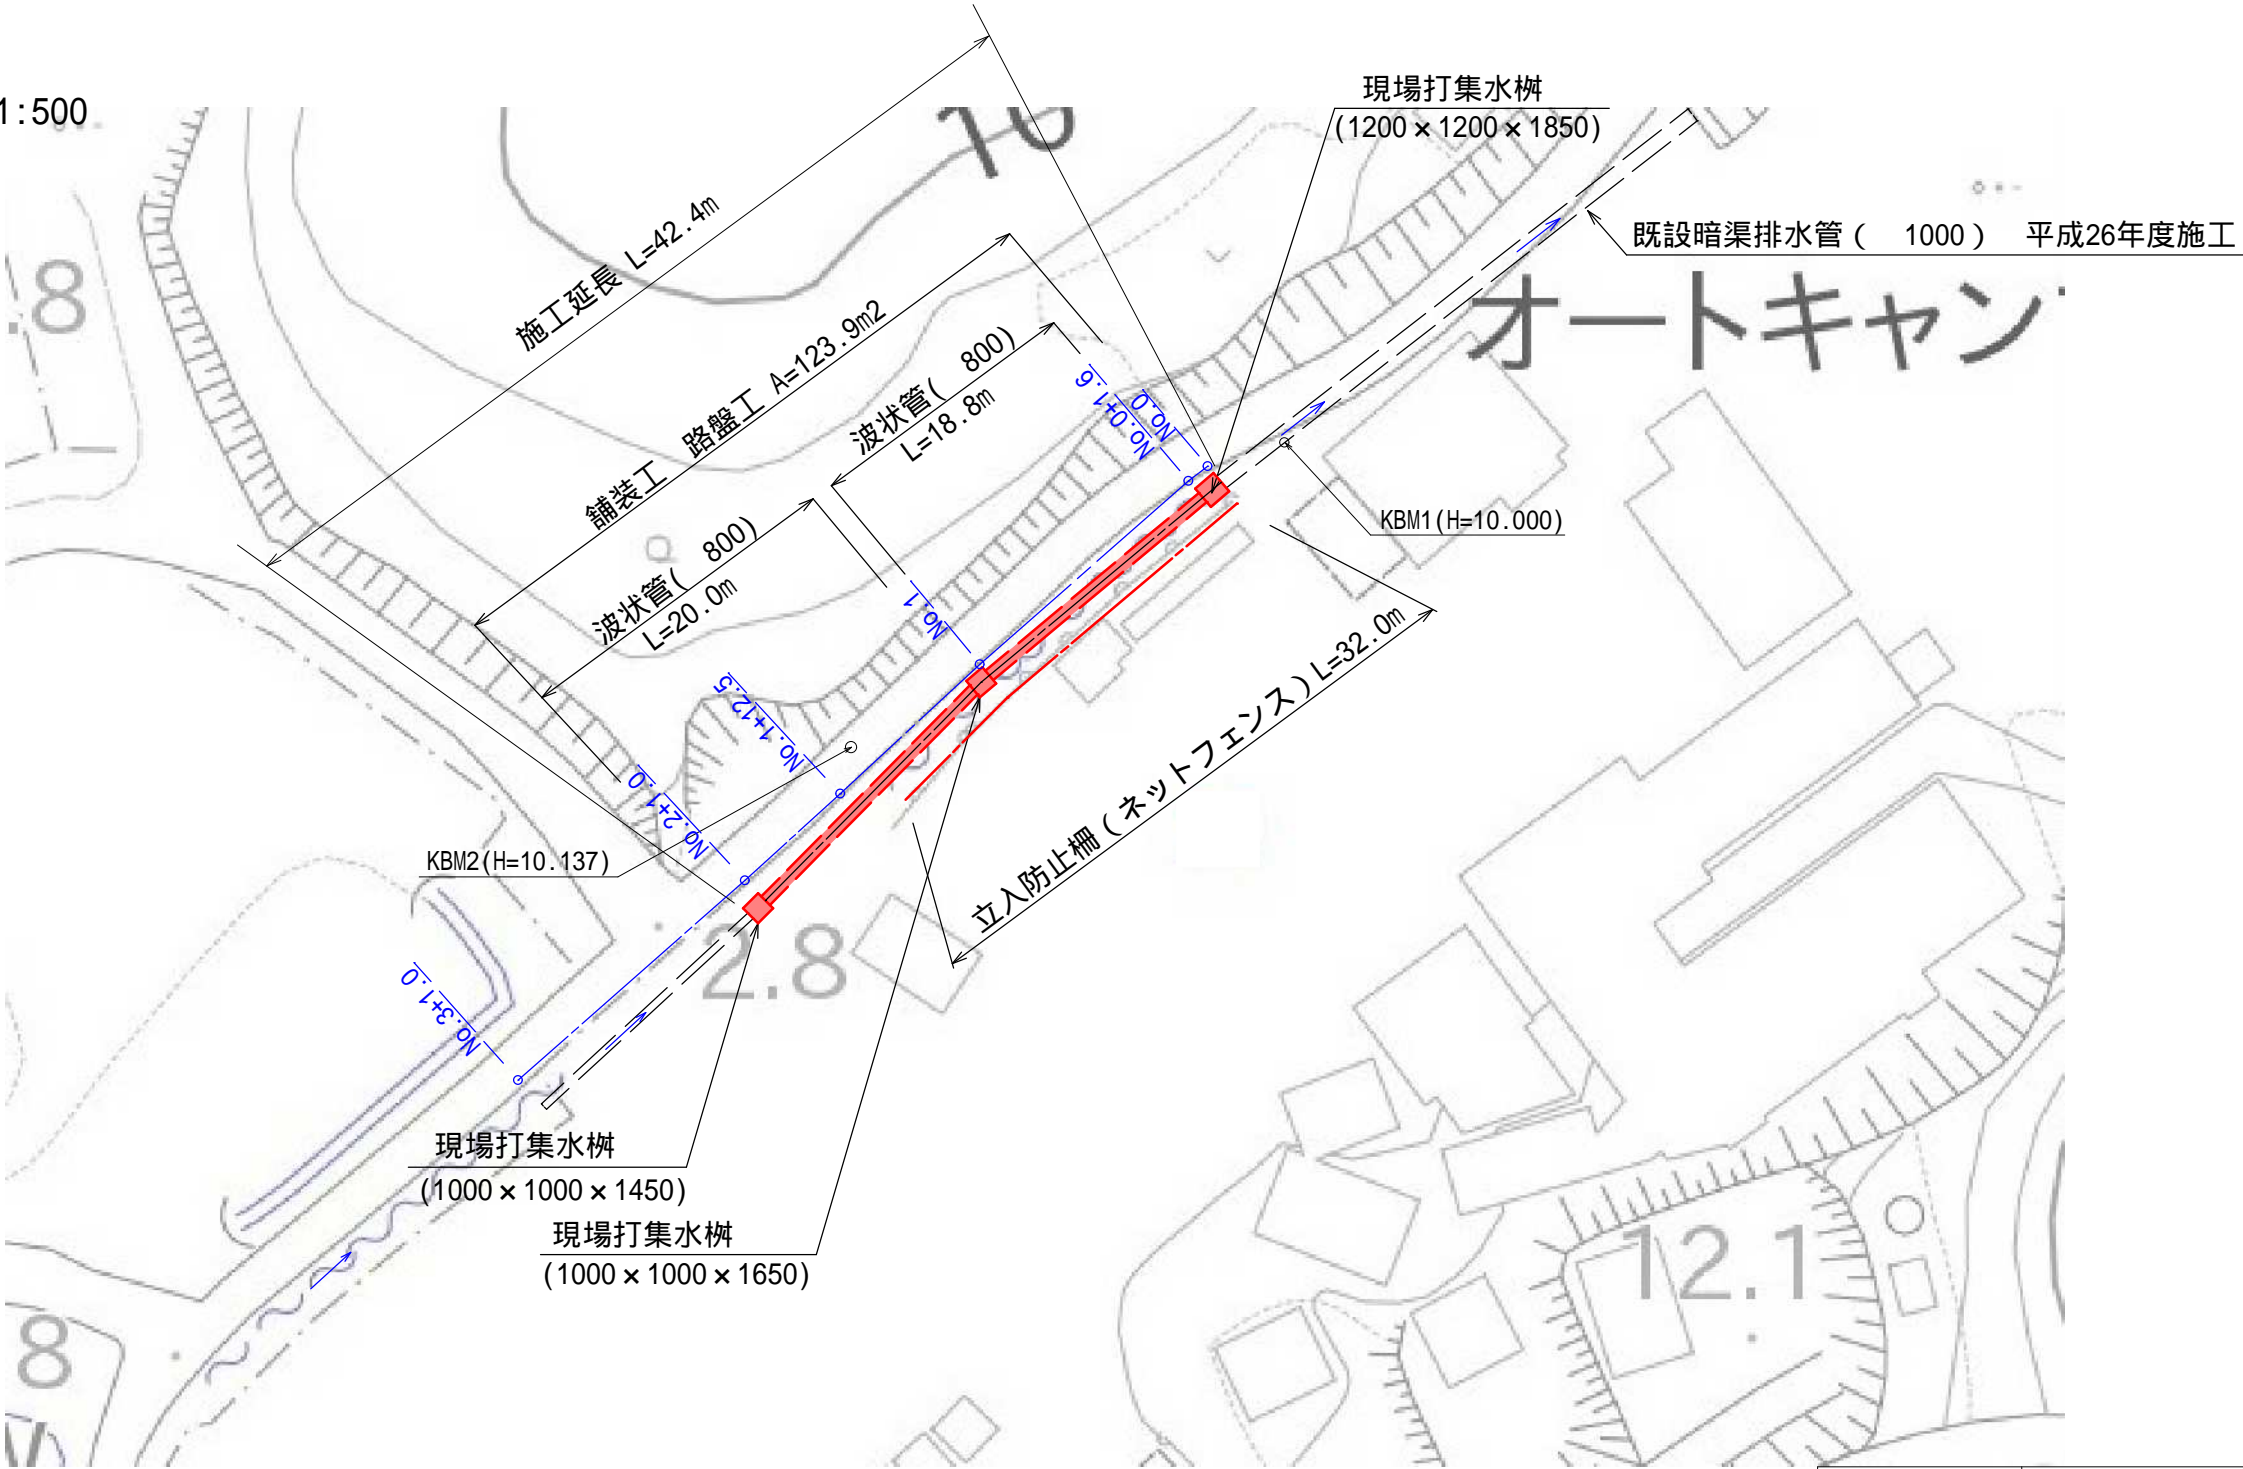 1:500
現場打集水桝
(1200×1200×1850)
既設暗渠排水管(　1000)　平成26年度施工
16
オートキャン
.8
施工延長 L=42.4m
舗装工　路盤工 A=123.9m2
波状管(　800)
L=18.8m
波状管(　800)
L=20.0m
No.0+1.6
No.0
KBM1(H=10.000)
No.1
No.1+12.5
No.2+1.0
立入防止柵(ネットフェンス)L=32.0m
KBM2(H=10.137)
2.8
No.3+1.0
現場打集水桝
(1000×1000×1450)
現場打集水桝
(1000×1000×1650)
12.1
8